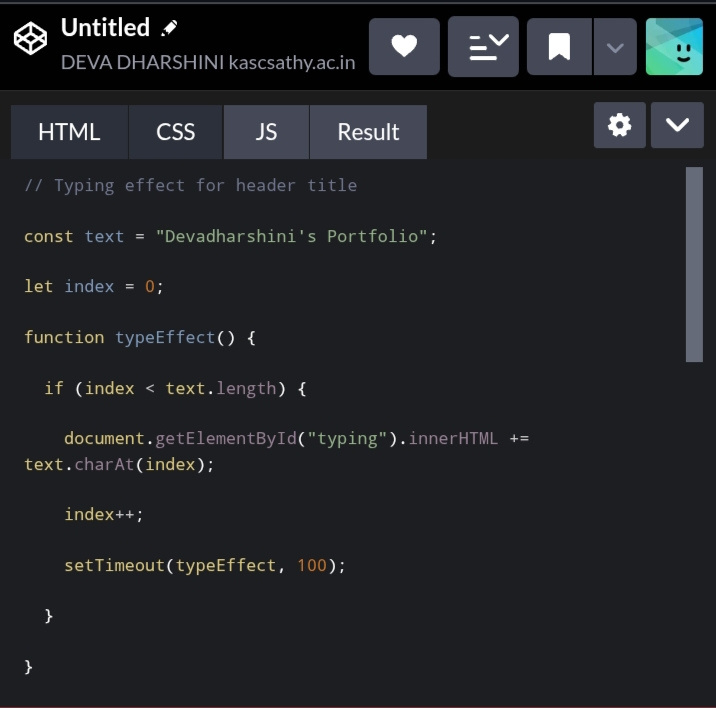 Untitled
DEVA DHARSHINI kascsathy.ac.in
HTML CSS JS Result
// Typing effect for header title
const text = "Devadharshini's Portfolio";
let index = 0;
function typeEffect() {
if (index < text.length) {
document.getElementById("typing").innerHTML +=
text.charAt(index);
index++;
setTimeout(typeEffect, 100);
}
}